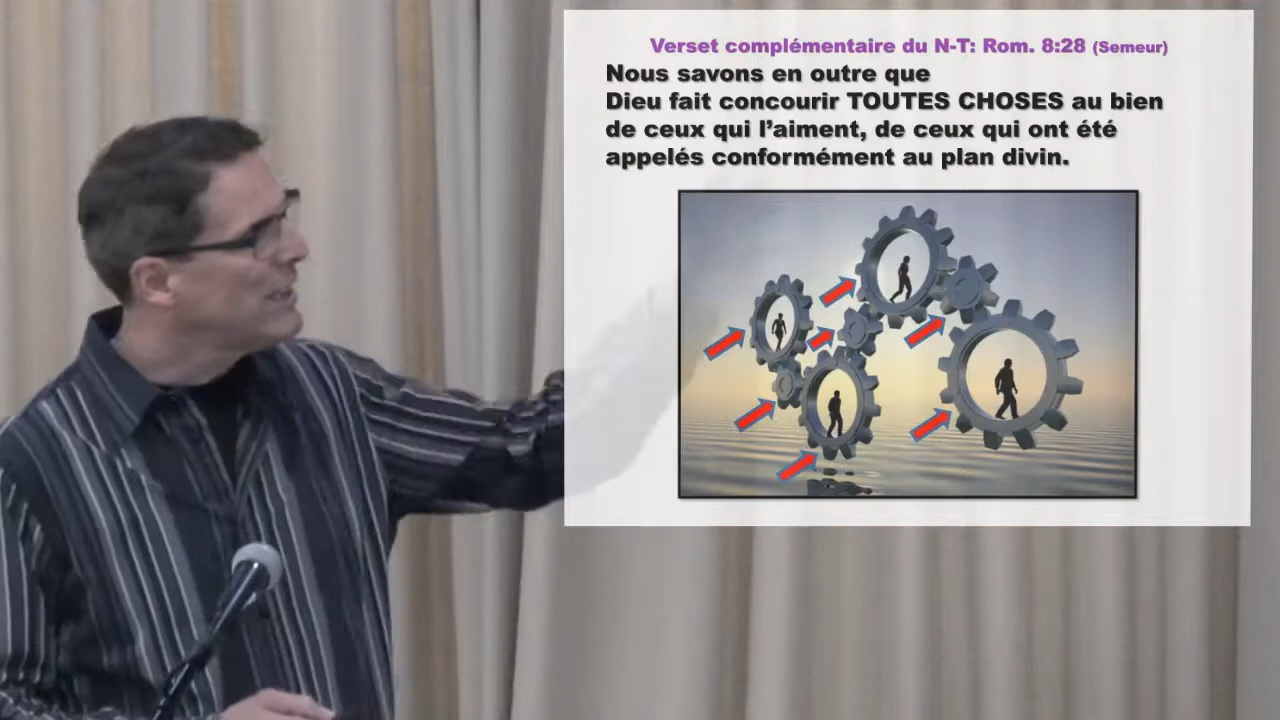 Verset complémentaire du N-T: Rom. 8:28 (Semeur)
Nous savons en outre que
Dieu fait concourir TOUTES CHOSES au bien
de ceux qui l’aiment, de ceux qui ont été
appelés conformément au plan divin.